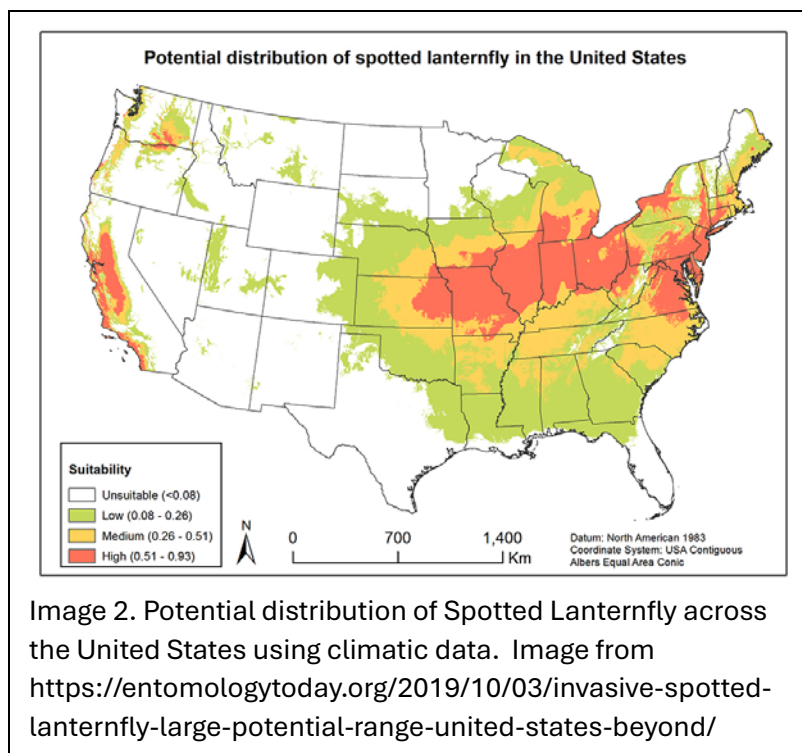 Potential distribution of spotted lanternfly in the United States
Suitability
Unsuitable (<0.08)
Low (0.08 - 0.26)
Medium (0.26 - 0.51)
High (0.51 - 0.93)
N
0 700 1,400
Km
Datum: North American 1983
Coordinate System: USA Contiguous
Albers Equal Area Conic
Image 2. Potential distribution of Spotted Lanternfly across
the United States using climatic data.  Image from
https://entomologytoday.org/2019/10/03/invasive-spotted-
lanternfly-large-potential-range-united-states-beyond/